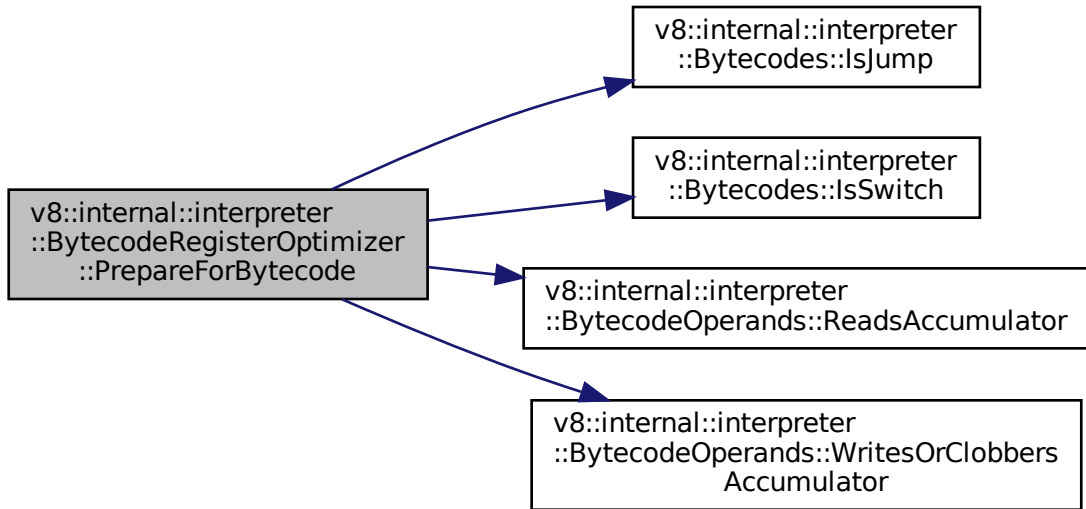 v8::internal::interpreter
::BytecodeRegisterOptimizer
::PrepareForBytecode
v8::internal::interpreter
::Bytecodes::IsJump
v8::internal::interpreter
::Bytecodes::IsSwitch
v8::internal::interpreter
::BytecodeOperands::ReadsAccumulator
v8::internal::interpreter
::BytecodeOperands::WritesOrClobbers
Accumulator